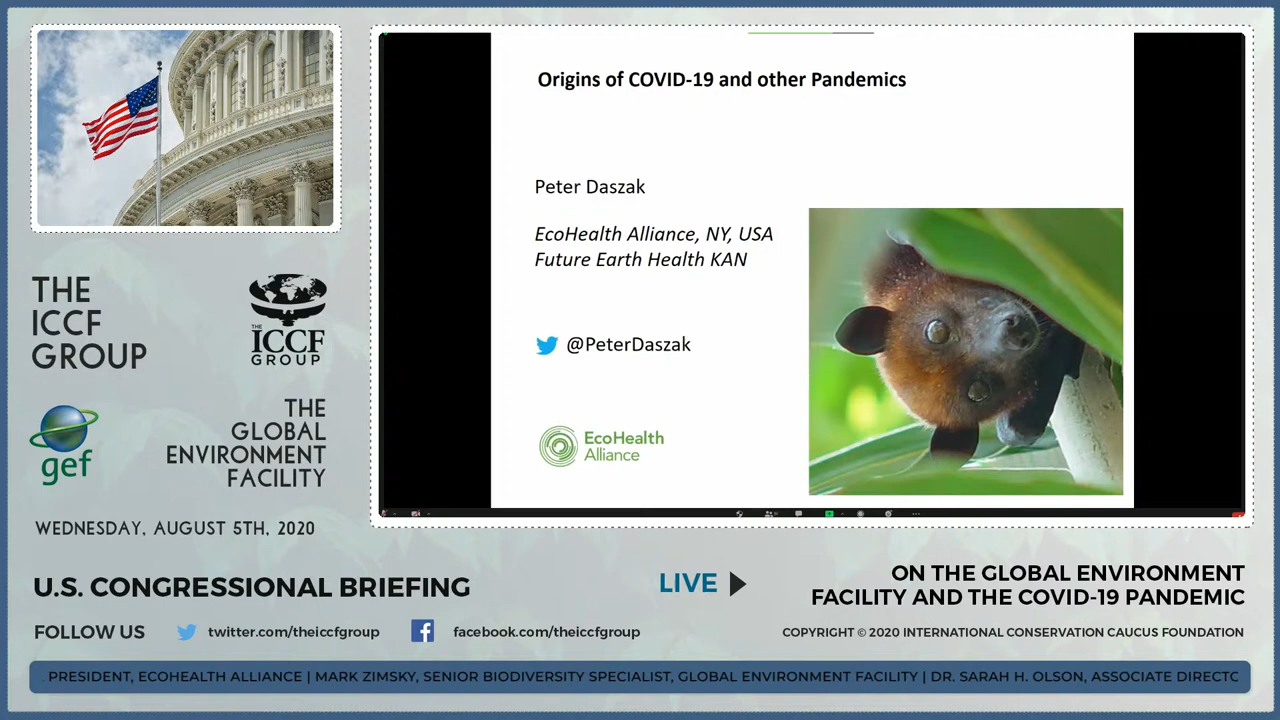 Origins of COVID-19 and other Pandemics
Peter Daszak
EcoHealth Alliance, NY, USA
Future Earth Health KAN
@PeterDaszak
EcoHealth
Alliance
THE
ICCF
GROUP
THE
ICCF
GROUP
gef
THE
GLOBAL
ENVIRONMENT
FACILITY
WEDNESDAY, AUGUST 5TH, 2020
U.S. CONGRESSIONAL BRIEFING
LIVE
ON THE GLOBAL ENVIRONMENT
FACILITY AND THE COVID-19 PANDEMIC
FOLLOW US
twitter.com/theiccfgroup
facebook.com/theiccfgroup
COPYRIGHT © 2020 INTERNATIONAL CONSERVATION CAUCUS FOUNDATION
PRESIDENT, ECOHEALTH ALLIANCE | MARK ZIMSKY, SENIOR BIODIVERSITY SPECIALIST, GLOBAL ENVIRONMENT FACILITY | DR. SARAH H. OLSON, ASSOCIATE DIRECTO